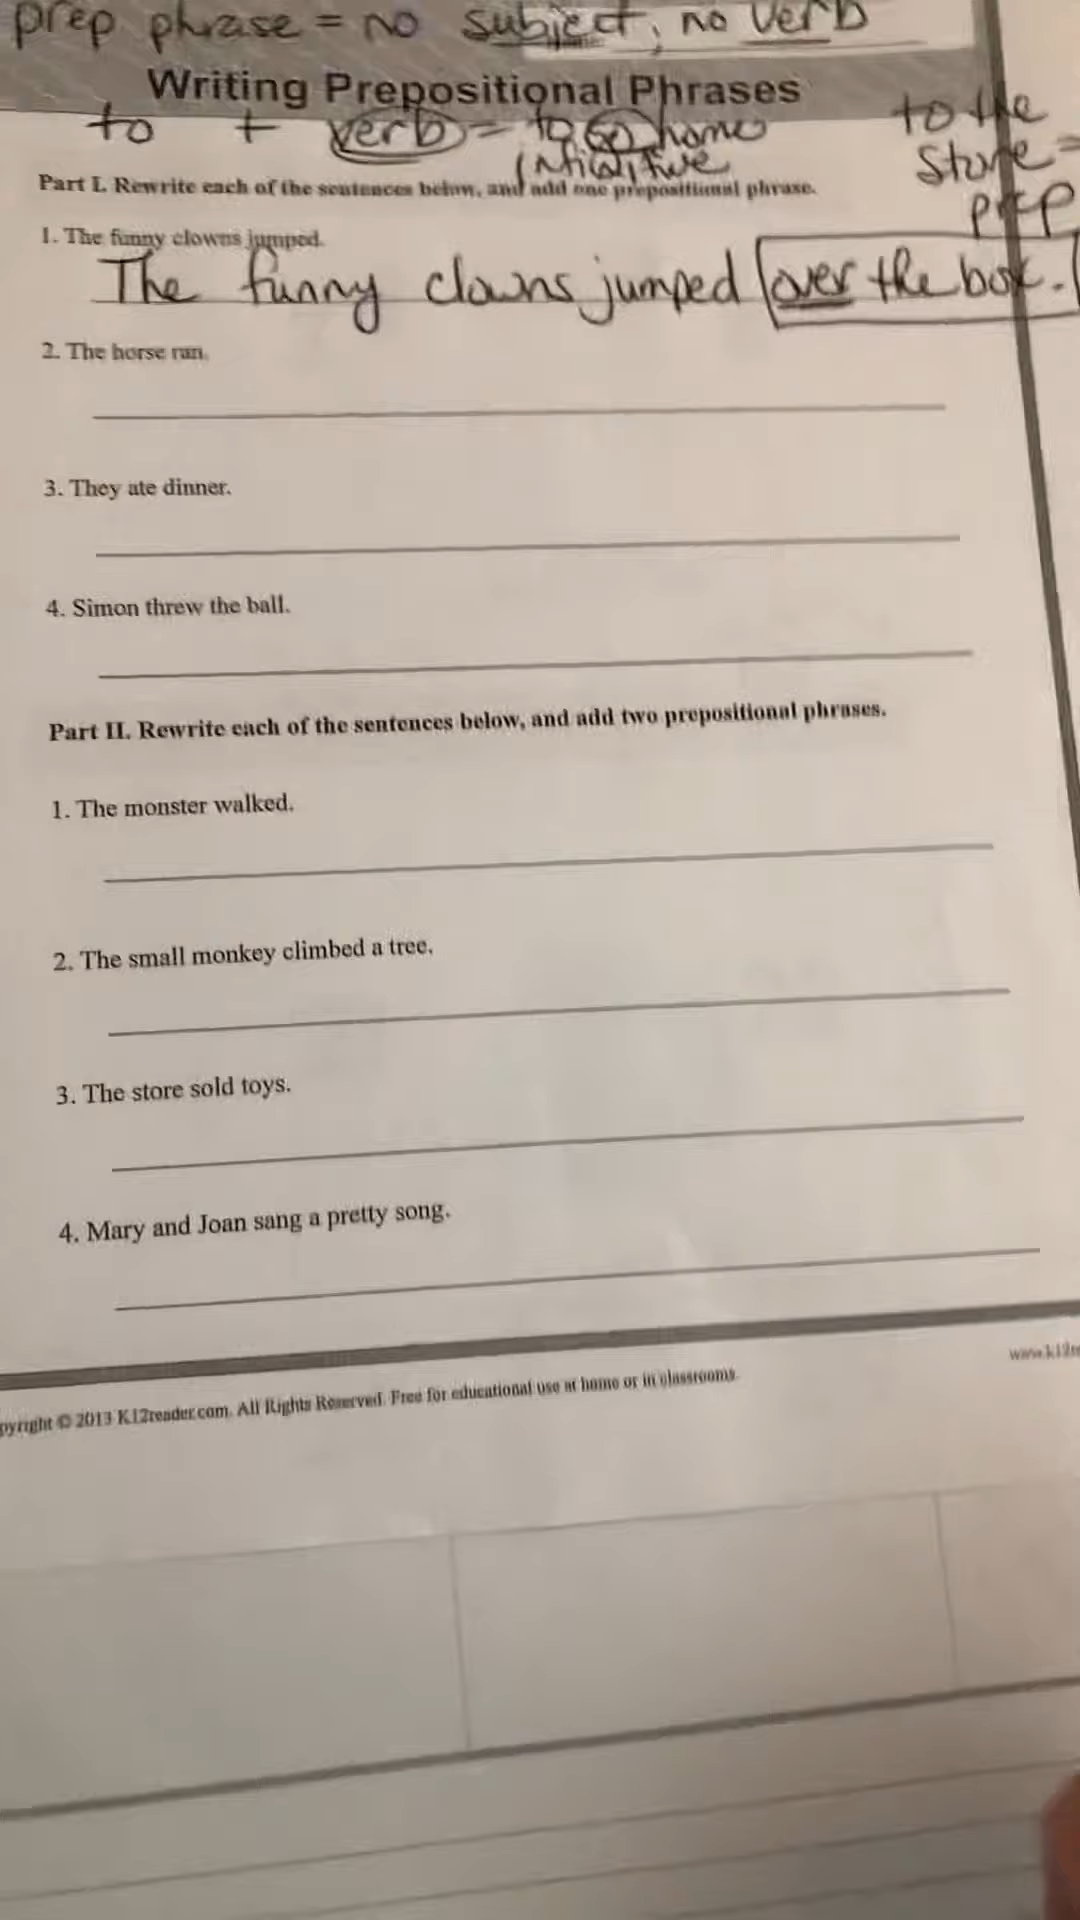 prep phrase = no subject, no verb
Writing Prepositional Phrases
to + verb = to go home
infinitive
to the
store =
prep
Part I. Rewrite each of the sentences below, and add one prepositional phrase.
1. The funny clowns jumped.
The funny clowns jumped over the box.
2. The horse ran.
3. They ate dinner.
4. Simon threw the ball.
Part II. Rewrite each of the sentences below, and add two prepositional phrases.
1. The monster walked.
2. The small monkey climbed a tree.
3. The store sold toys.
4. Mary and Joan sang a pretty song.
pyright © 2013 K12reader.com. All Rights Reserved. Free for educational use at home or in classrooms.
www.k12r